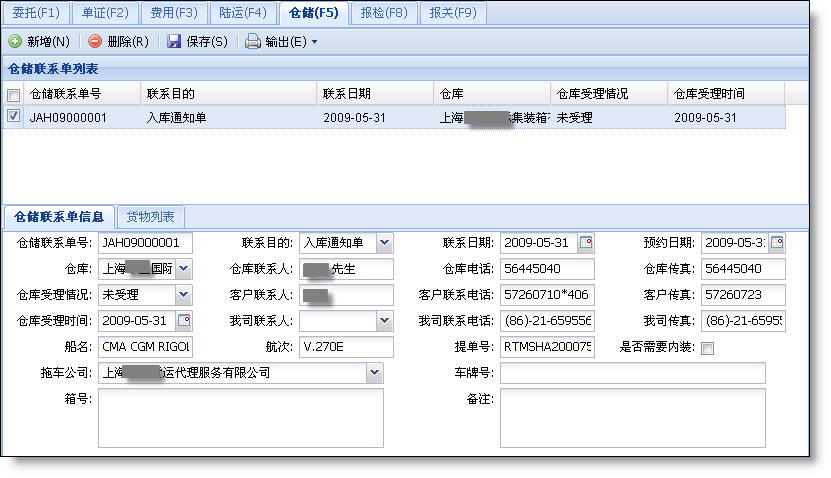 委托(F1) 单证(F2) 费用(F3) 陆运(F4) 仓储(F5) 报检(F8) 报关(F9)
新增(N) 删除(R) 保存(S) 输出(E)
仓储联系单列表
仓储联系单号 联系目的 联系日期 仓库 仓库受理情况 仓库受理时间
JAH09000001 入库通知单 2009-05-31 上海 集装箱 未受理 2009-05-31
仓储联系单信息 货物列表
仓储联系单号: JAH09000001 联系目的: 入库通知单 联系日期: 2009-05-31 预约日期: 2009-05-3
仓库: 上海 国际 仓库联系人: 先生 仓库电话: 56445040 仓库传真: 56445040
仓库受理情况: 未受理 客户联系人: 客户联系电话: 57260710*406 客户传真: 57260723
仓库受理时间: 2009-05-31 我司联系人: 我司联系电话: (86)-21-659556 我司传真: (86)-21-6595
船名: CMA CGM RIGOL 航次: V.270E 提单号: RTMSHA200075 是否需要内装:
拖车公司: 上海 运代理服务有限公司 车牌号:
箱号: 备注: